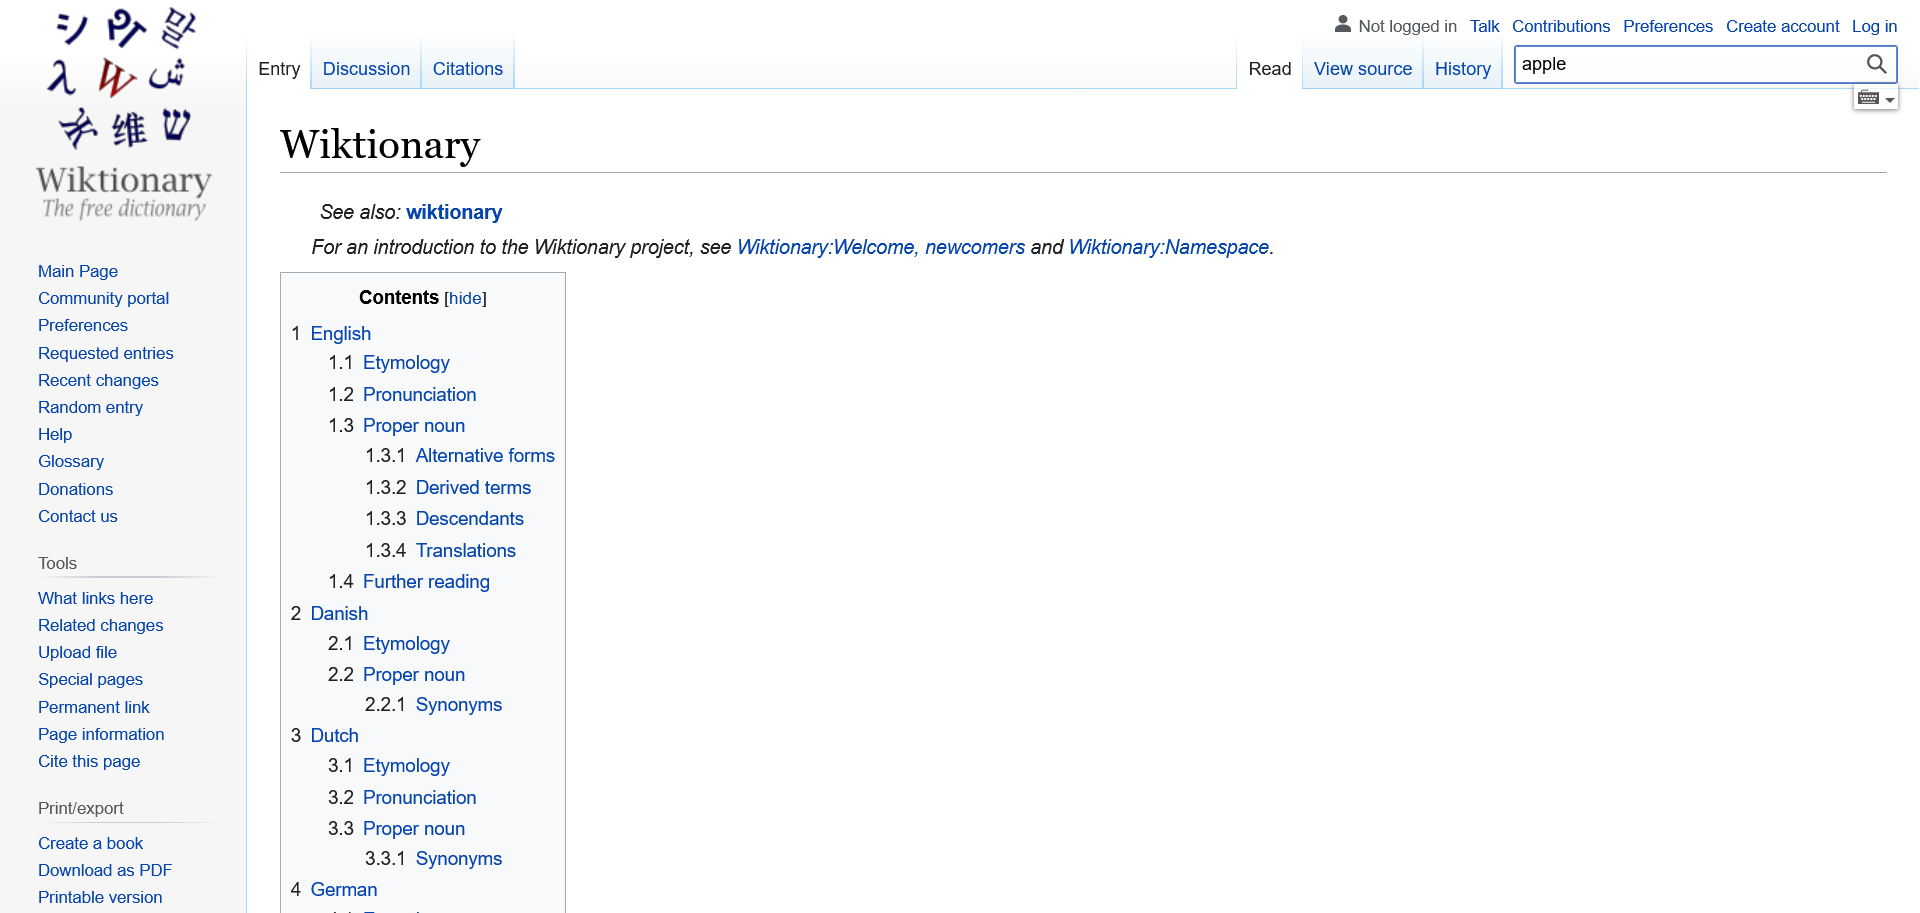 Wiktionary
The free dictionary
Not logged in Talk Contributions Preferences Create account Log in
Entry Discussion Citations Read View source History apple
Wiktionary
See also: wiktionary
For an introduction to the Wiktionary project, see Wiktionary:Welcome, newcomers and Wiktionary:Namespace.
Contents [hide]
1 English
1.1 Etymology
1.2 Pronunciation
1.3 Proper noun
1.3.1 Alternative forms
1.3.2 Derived terms
1.3.3 Descendants
1.3.4 Translations
1.4 Further reading
2 Danish
2.1 Etymology
2.2 Proper noun
2.2.1 Synonyms
3 Dutch
3.1 Etymology
3.2 Pronunciation
3.3 Proper noun
3.3.1 Synonyms
4 German
Main Page
Community portal
Preferences
Requested entries
Recent changes
Random entry
Help
Glossary
Donations
Contact us
Tools
What links here
Related changes
Upload file
Special pages
Permanent link
Page information
Cite this page
Print/export
Create a book
Download as PDF
Printable version